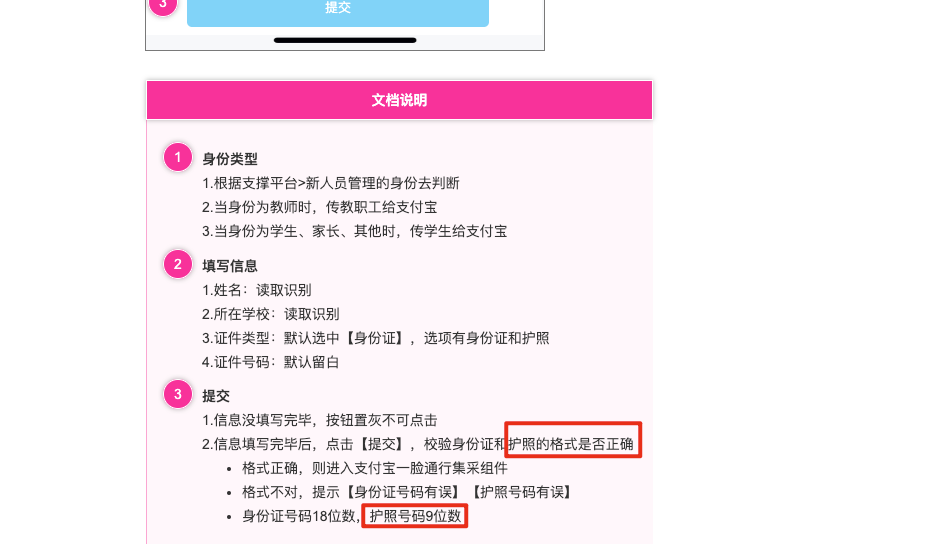 3
提交
文档说明
1
身份类型
1.根据支撑平台>新人员管理的身份去判断
2.当身份为教师时，传教职工给支付宝
3.当身份为学生、家长、其他时，传学生给支付宝
2
填写信息
1.姓名：读取识别
2.所在学校：读取识别
3.证件类型：默认选中【身份证】，选项有身份证和护照
4.证件号码：默认留白
3
提交
1.信息没填写完毕，按钮置灰不可点击
2.信息填写完毕后，点击【提交】，校验身份证和护照的格式是否正确
• 格式正确，则进入支付宝一脸通行集采组件
• 格式不对，提示【身份证号码有误】【护照号码有误】
• 身份证号码18位数，护照号码9位数